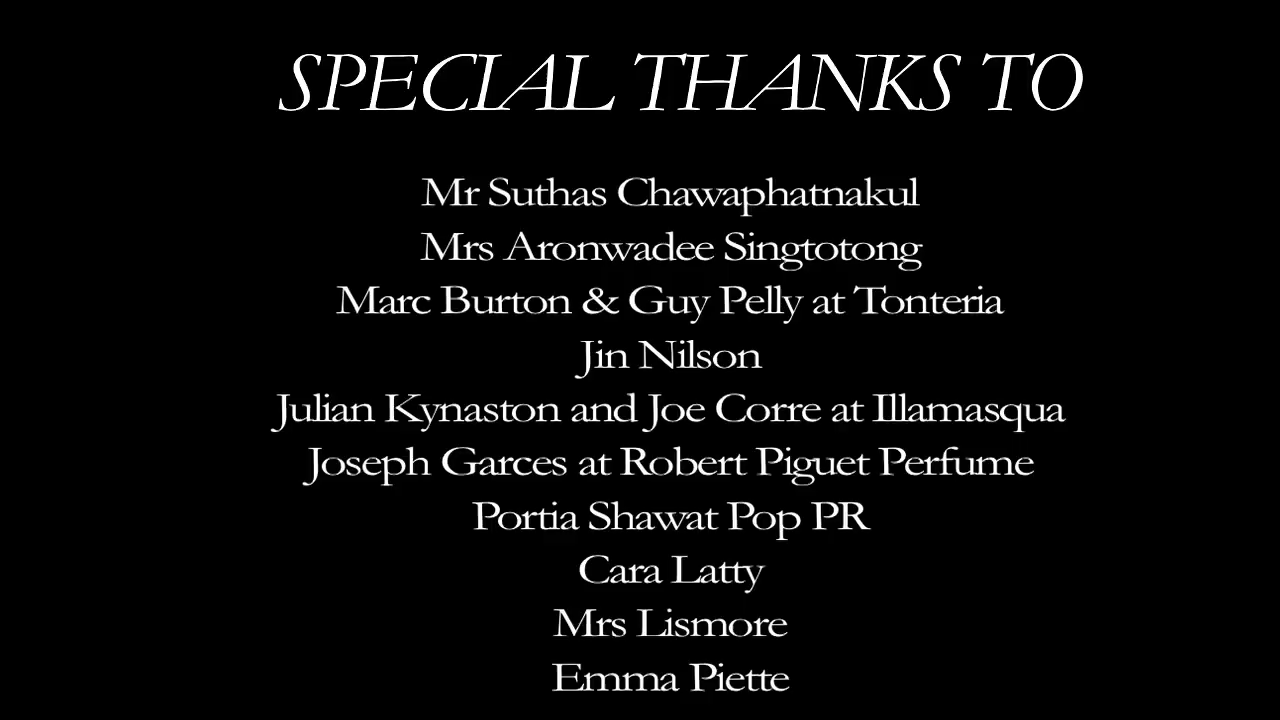 SPECIAL THANKS TO
Mr Suthas Chawaphatnakul
Mrs Aronwadee Singtotong
Marc Burton & Guy Pelly at Tonteria
Jin Nilson
Julian Kynaston and Joe Corre at Illamasqua
Joseph Garces at Robert Piguet Perfume
Portia Shawat Pop PR
Cara Latty
Mrs Lismore
Emma Piette